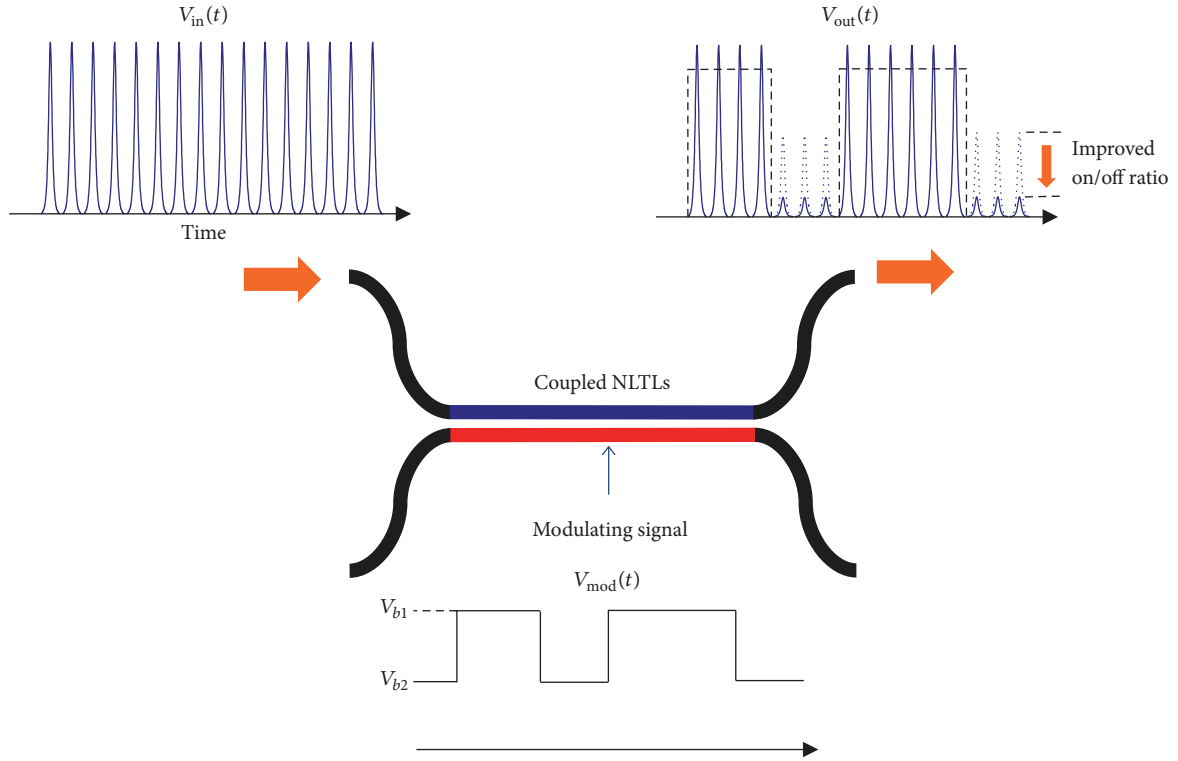 V_in(t)
V_out(t)
Time
Improved
on/off ratio
Coupled NLTLs
Modulating signal
V_mod(t)
V_b1
V_b2